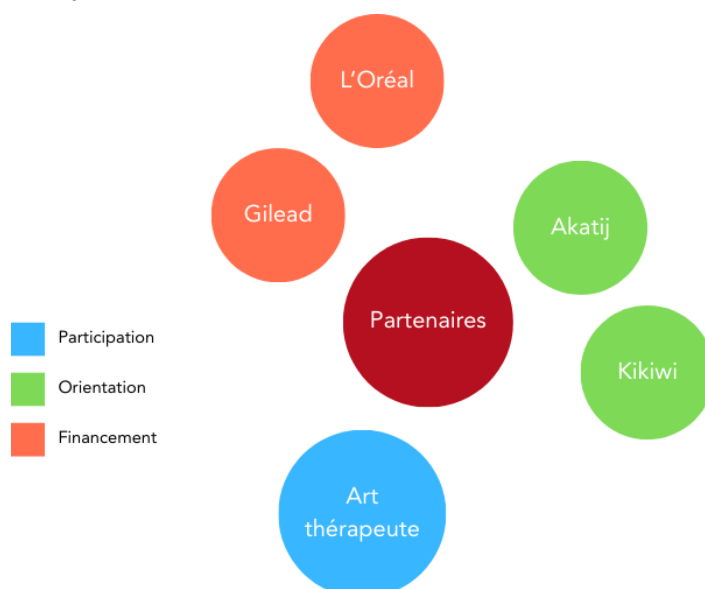 L'Oréal
Gilead
Akatij
Partenaires
Participation
Kikiwi
Orientation
Financement
Art
thérapeute